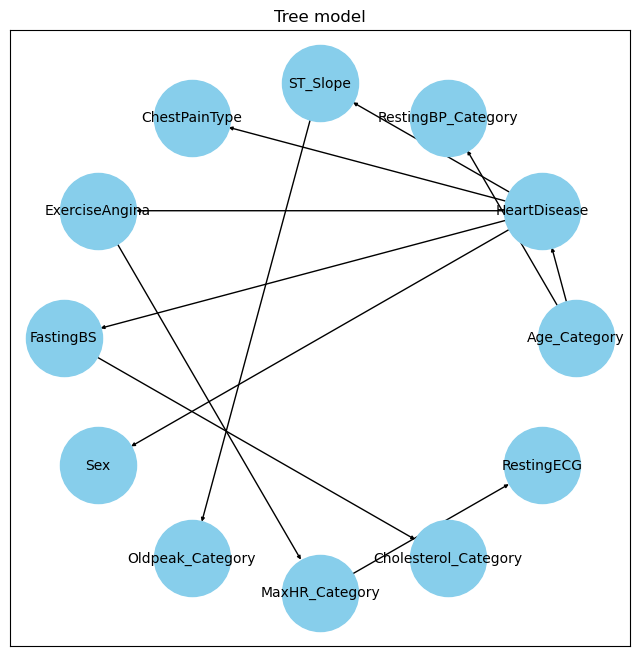 Tree model
ST_Slope
ChestPainType
RestingBP_Category
ExerciseAngina
HeartDisease
FastingBS
Age_Category
Sex
RestingECG
Oldpeak_Category
Cholesterol_Category
MaxHR_Category